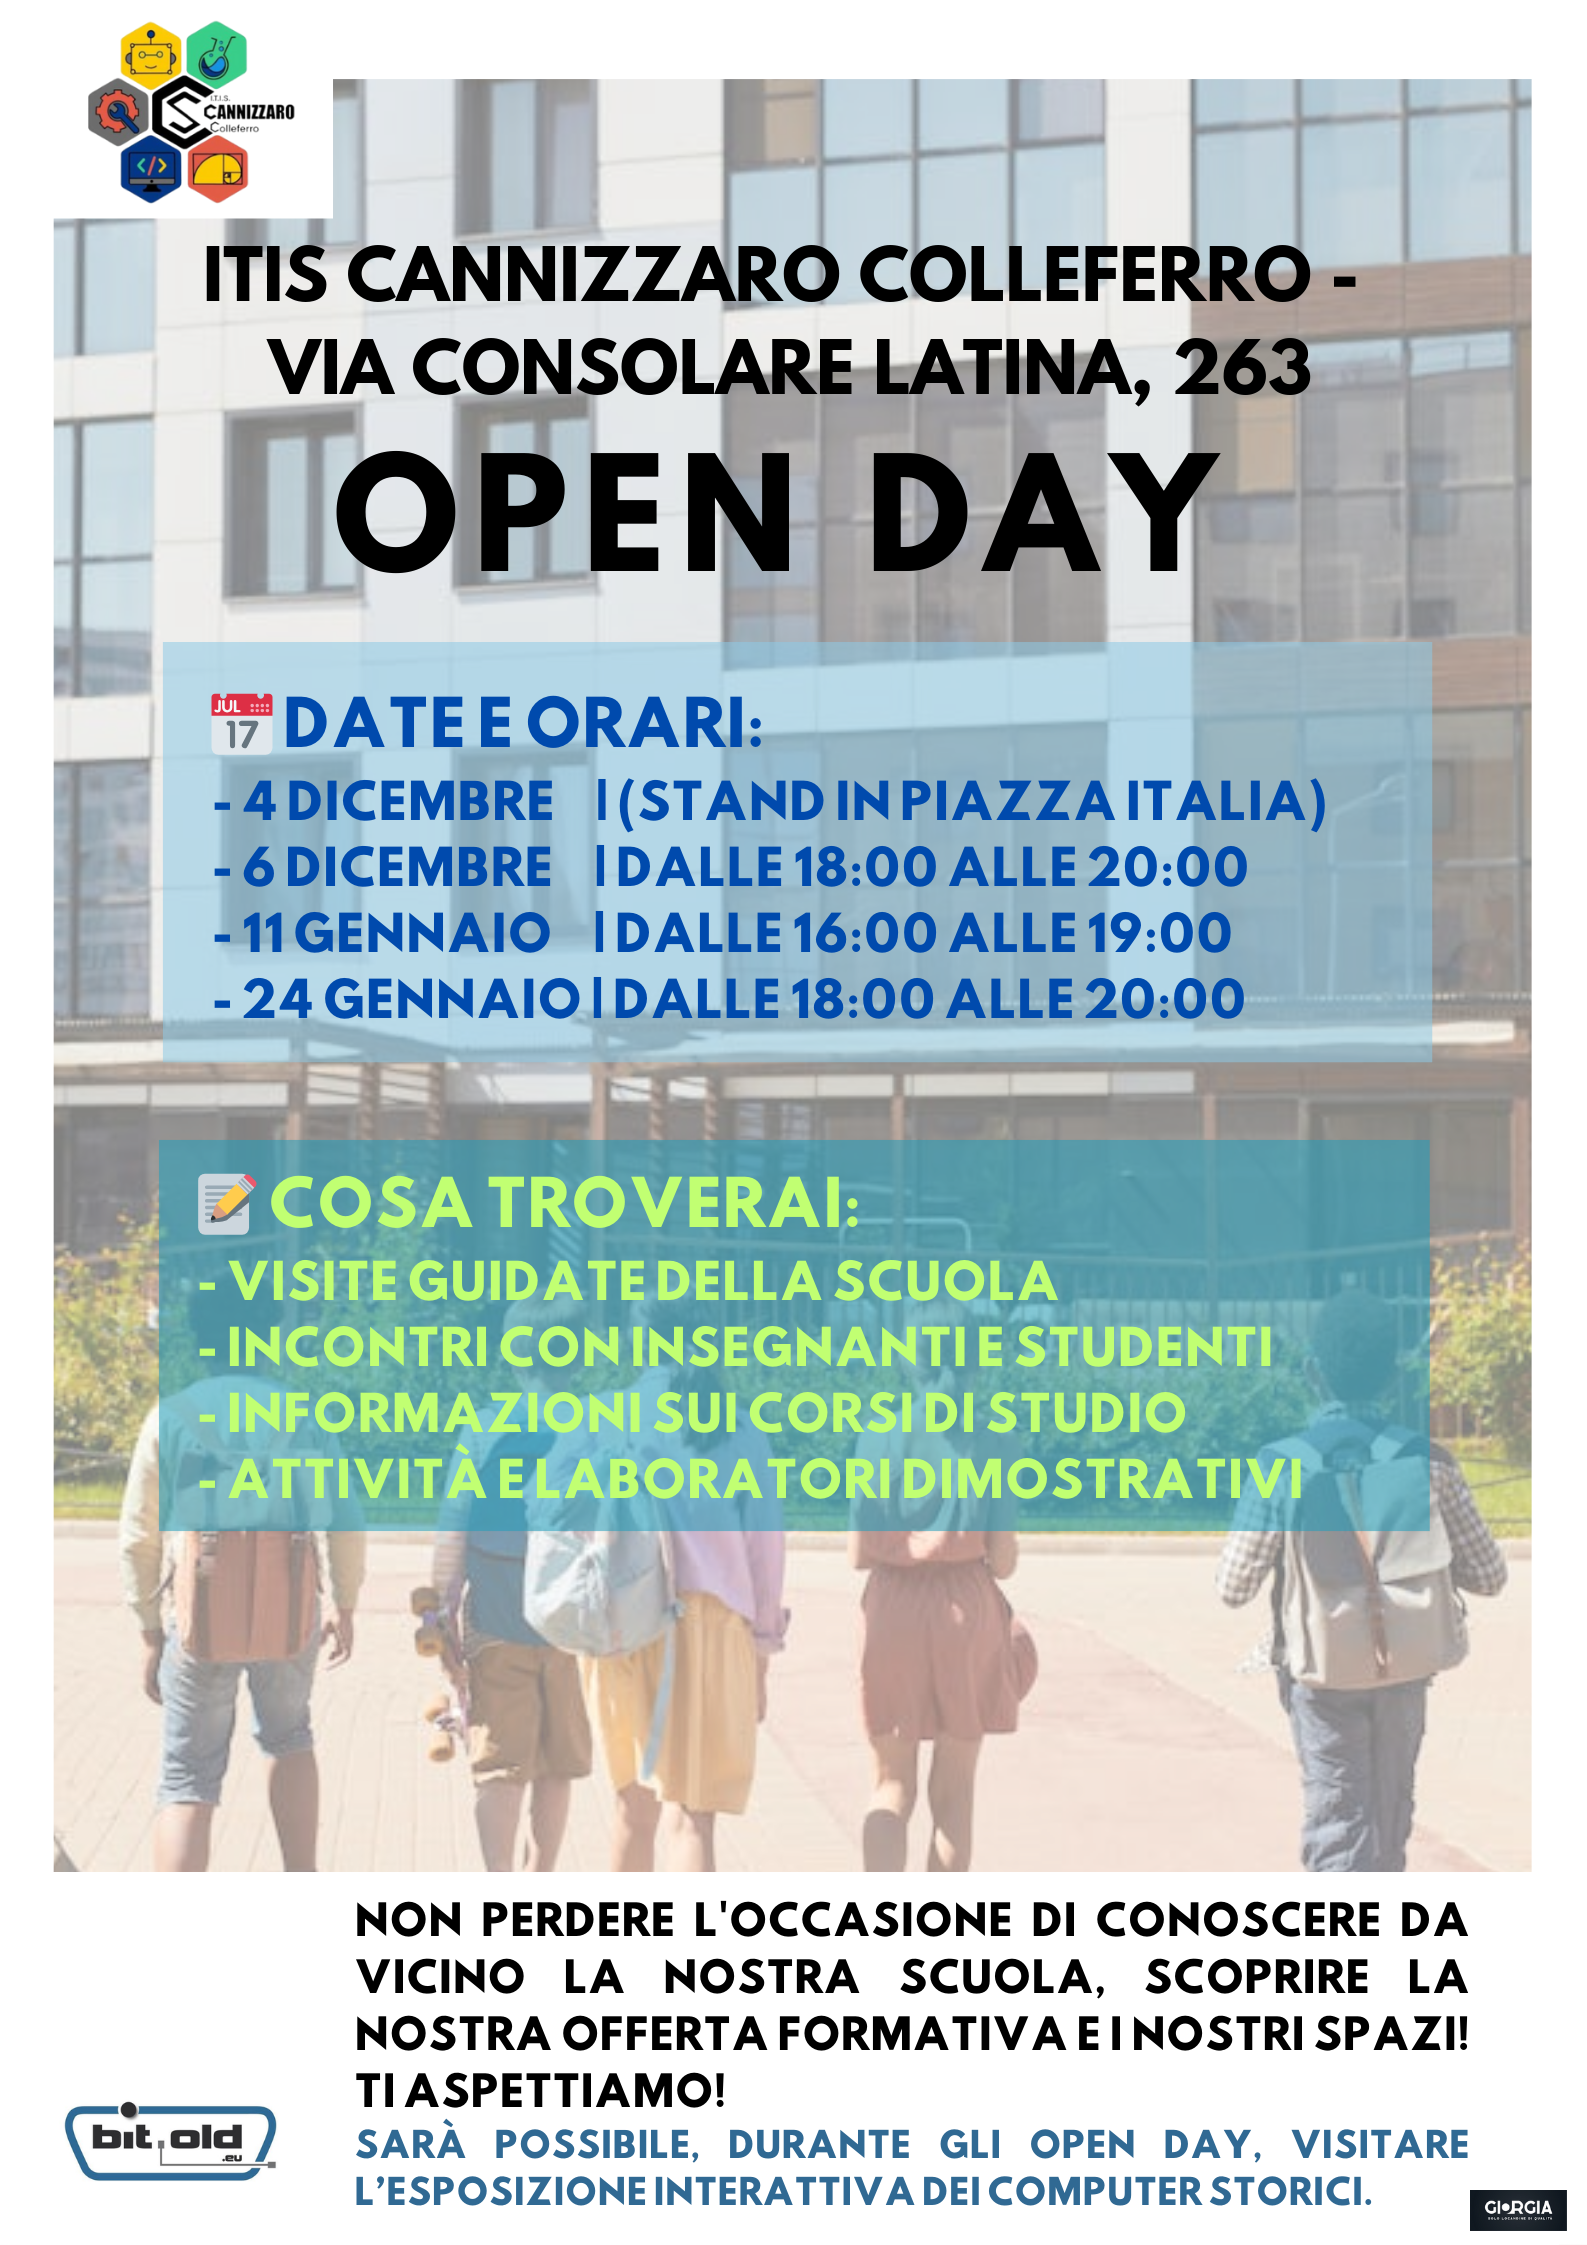 I.T.I.S.
CANNIZZARO
Colleferro
ITIS CANNIZZARO COLLEFERRO -
VIA CONSOLARE LATINA, 263
OPEN DAY
JUL
17
DATE E ORARI:
- 4 DICEMBRE | (STAND IN PIAZZA ITALIA)
- 6 DICEMBRE | DALLE 18:00 ALLE 20:00
- 11 GENNAIO | DALLE 16:00 ALLE 19:00
- 24 GENNAIO | DALLE 18:00 ALLE 20:00
COSA TROVERAI:
- VISITE GUIDATE DELLA SCUOLA
- INCONTRI CON INSEGNANTI E STUDENTI
- INFORMAZIONI SUI CORSI DI STUDIO
- ATTIVITÀ E LABORATORI DIMOSTRATIVI
NON PERDERE L'OCCASIONE DI CONOSCERE DA
VICINO LA NOSTRA SCUOLA, SCOPRIRE LA
NOSTRA OFFERTA FORMATIVA E I NOSTRI SPAZI!
TI ASPETTIAMO!
SARÀ POSSIBILE, DURANTE GLI OPEN DAY, VISITARE
L’ESPOSIZIONE INTERATTIVA DEI COMPUTER STORICI.
bit.old
.eu
GIORGIA
SOLO LOCANDINE DI QUALITÀ